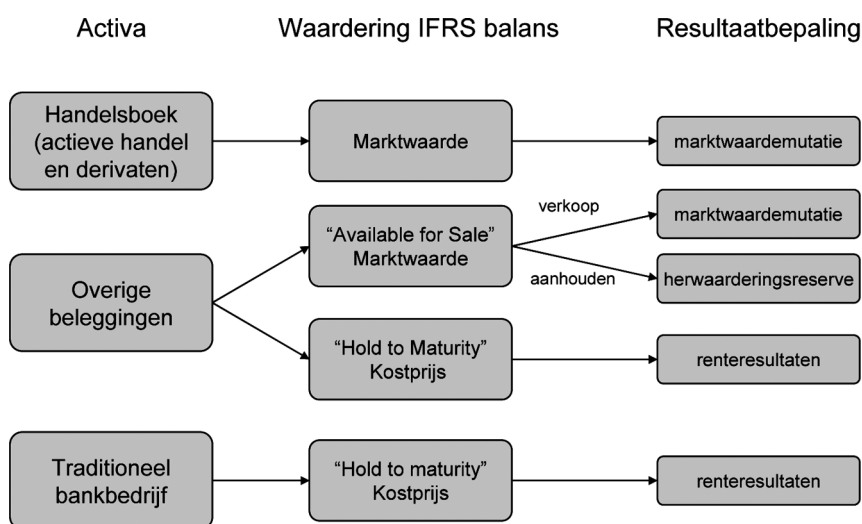 Activa
Waardering IFRS balans
Resultaatbepaling
Handelsboek
(actieve handel
en derivaten)
Marktwaarde
marktwaardemutatie
Overige
beleggingen
“Available for Sale”
Marktwaarde
verkoop
marktwaardemutatie
aanhouden
herwaarderingsreserve
“Hold to Maturity”
Kostprijs
renteresultaten
Traditioneel
bankbedrijf
“Hold to maturity”
Kostprijs
renteresultaten